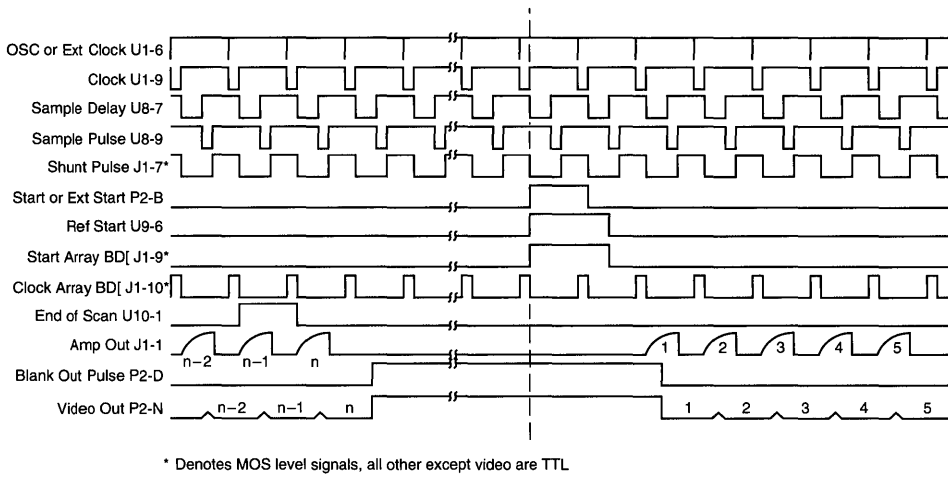 OSC or Ext Clock U1-6
Clock U1-9
Sample Delay U8-7
Sample Pulse U8-9
Shunt Pulse J1-7*
Start or Ext Start P2-B
Ref Start U9-6
Start Array BD[ J1-9*
Clock Array BD[ J1-10*
End of Scan U10-1
Amp Out J1-1
n-2 n-1 n 1 2 3 4 5
Blank Out Pulse P2-D
Video Out P2-N n-2 n-1 n 1 2 3 4 5
* Denotes MOS level signals, all other except video are TTL